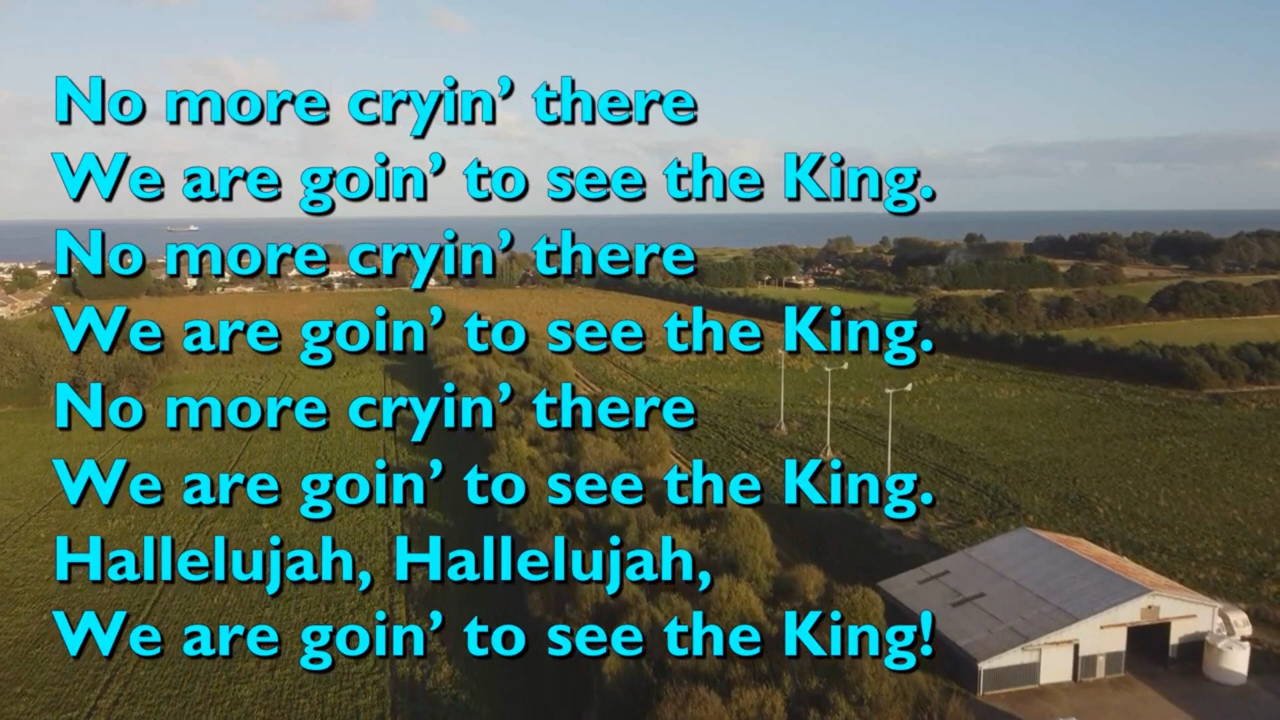 No more cryin’ there
We are goin’ to see the King.
No more cryin’ there
We are goin’ to see the King.
No more cryin’ there
We are goin’ to see the King.
Hallelujah, Hallelujah,
We are goin’ to see the King!